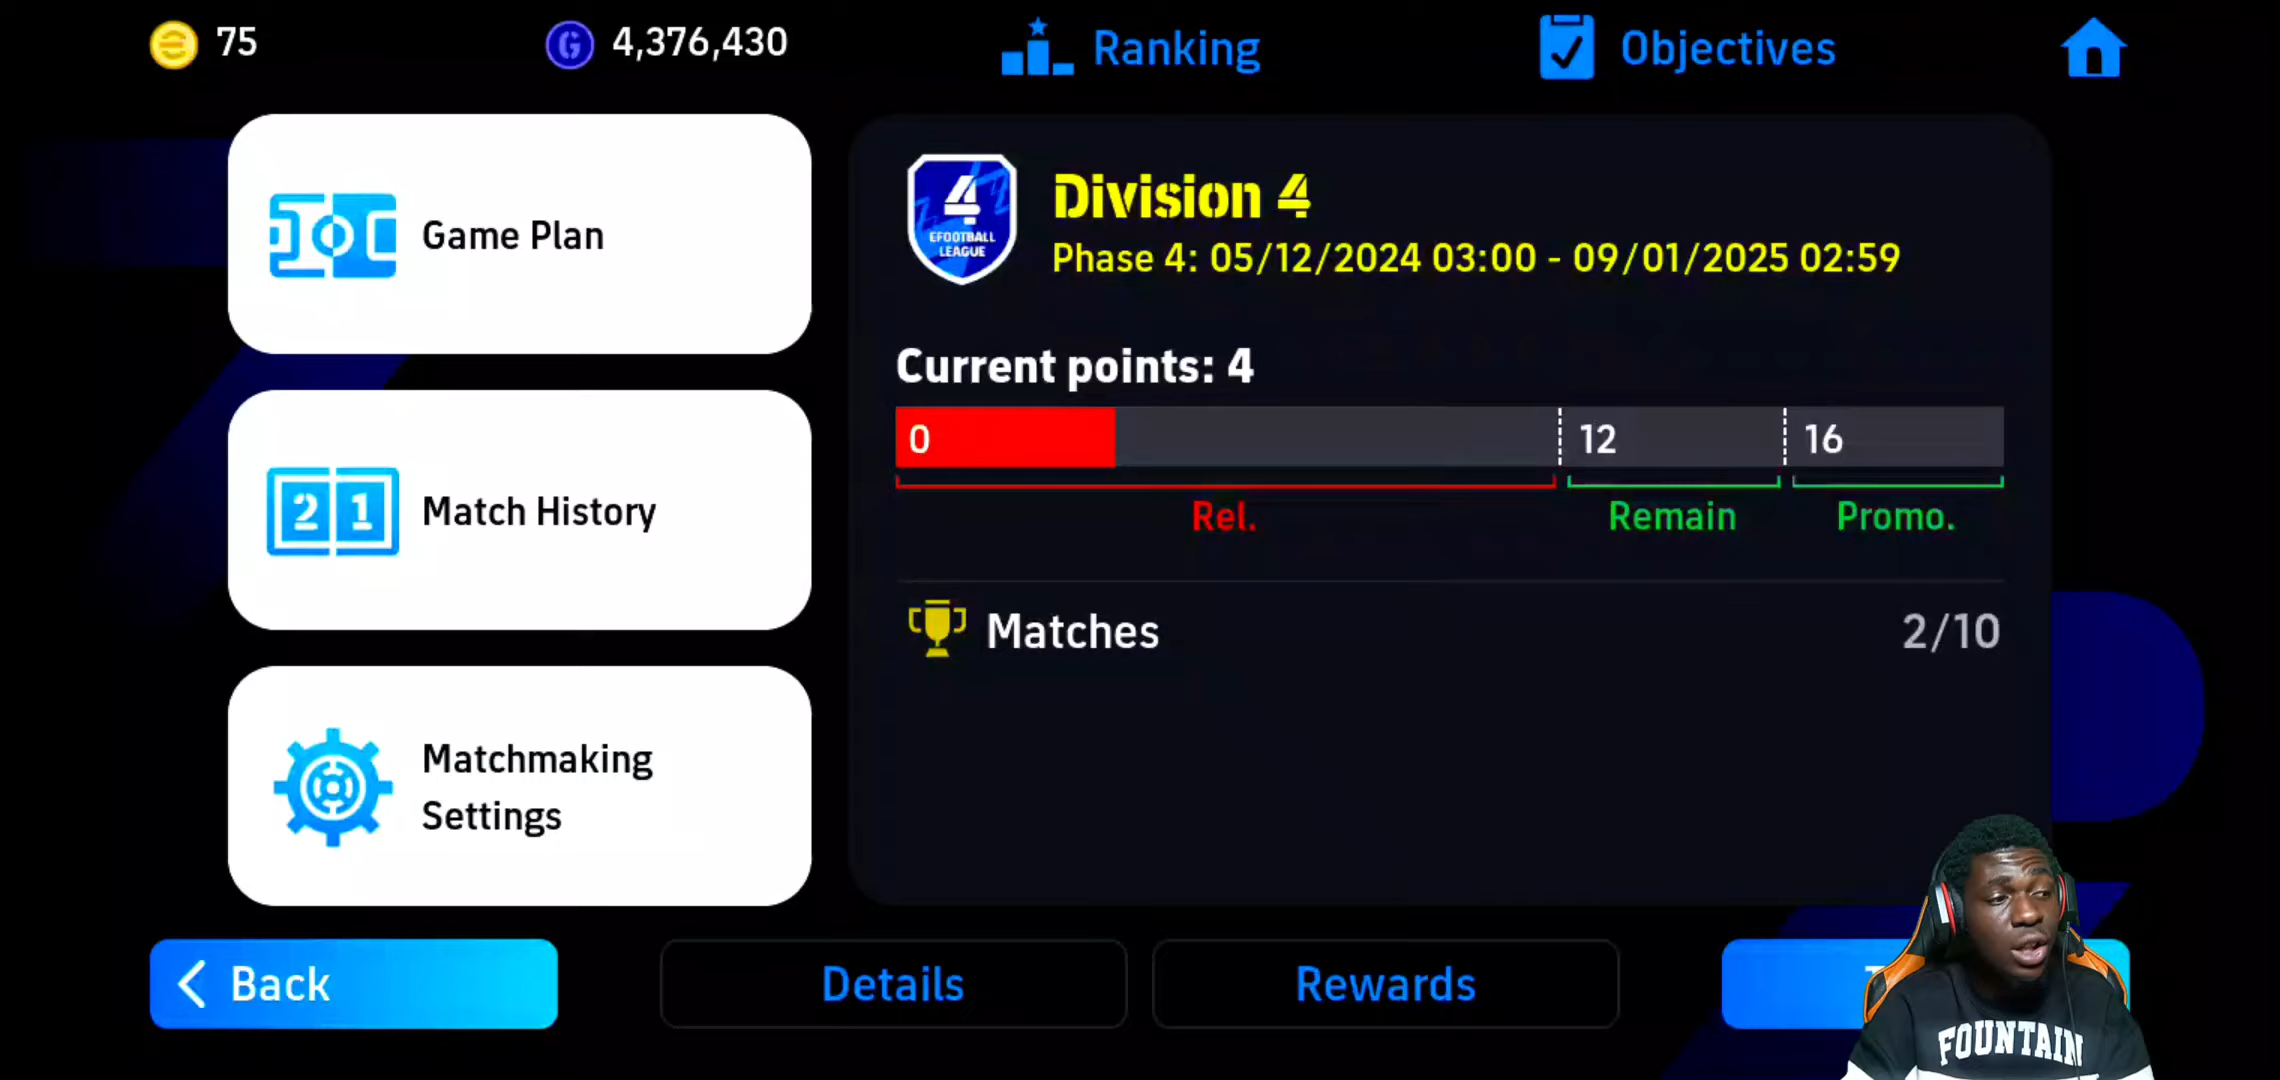 75
4,376,430
Ranking
Objectives
Game Plan
4
EFOOTBALL
LEAGUE
Division 4
Phase 4: 05/12/2024 03:00 - 09/01/2025 02:59
Current points: 4
0
12
16
Rel.
Remain
Promo.
2 1
Match History
Matches
2/10
Matchmaking
Settings
Back
Details
Rewards
FOUNTAIN